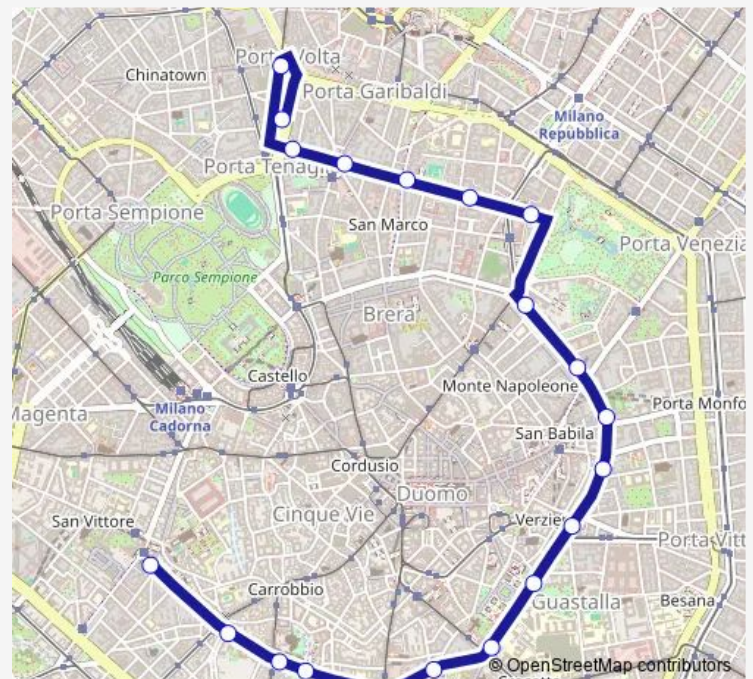 Porta Volta
Chinatown
Porta Garibaldi
Milano
Repubblica
Porta Tenag
Porta Sempione
San Marco
Porta Venezia
Parco Sempione
Brera
Castello
Monte Napoleone
Magenta
Milano
Cadorna
Porta Monfo
San Babila
Cordusio
Duomo
Cinque Vie
San Vittore
Verzie
Porta Vitt
Carrobbio
Guastalla
Besana
© OpenStreetMap contributors